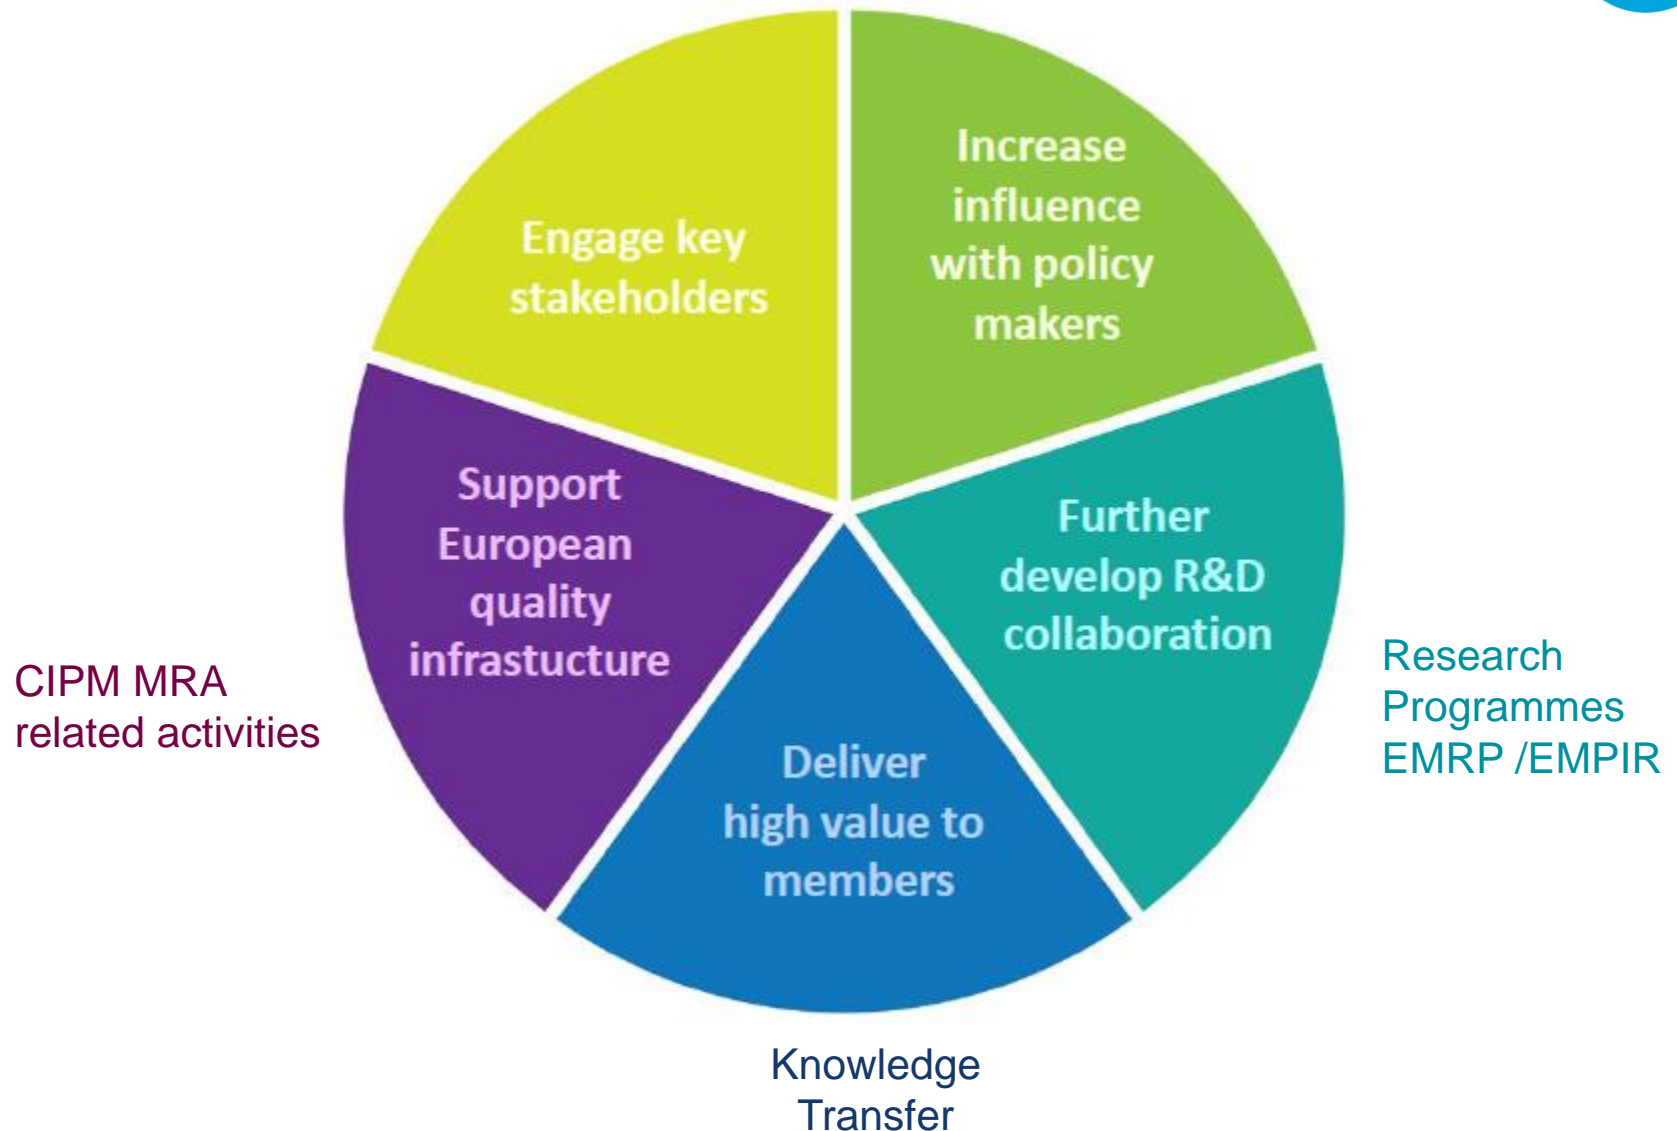 Increase
influence
with policy
makers
Engage key
stakeholders
Support
European
quality
infrastucture
Further
develop R&D
collaboration
Deliver
high value to
members
CIPM MRA
related activities
Research
Programmes
EMRP /EMPIR
Knowledge
Transfer